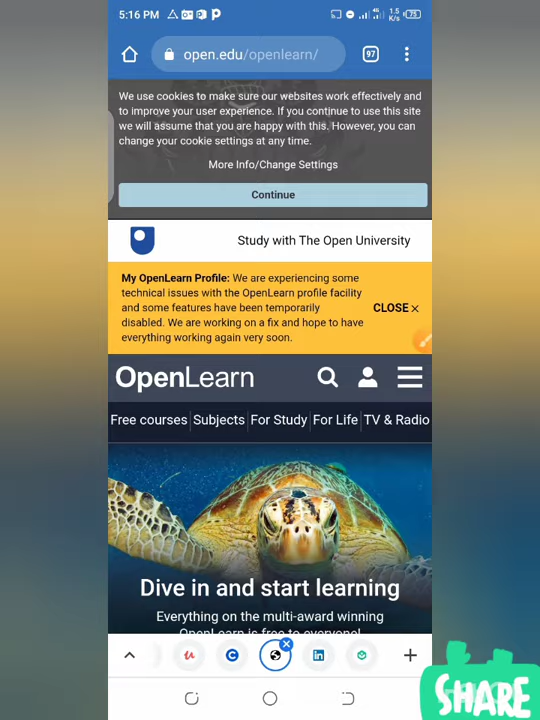 5:16 PM
4G
1.5 K/s
75
open.edu/openlearn/
97
We use cookies to make sure our websites work effectively and
to improve your user experience. If you continue to use this site
we will assume that you are happy with this. However, you can
change your cookie settings at any time.
More Info/Change Settings
Continue
Study with The Open University
My OpenLearn Profile: We are experiencing some
technical issues with the OpenLearn profile facility
and some features have been temporarily
disabled. We are working on a fix and hope to have
everything working again very soon.
CLOSE ×
OpenLearn
Free courses
Subjects
For Study
For Life
TV & Radio
Dive in and start learning
Everything on the multi-award winning
OpenLearn is free to everyone!
SHARE